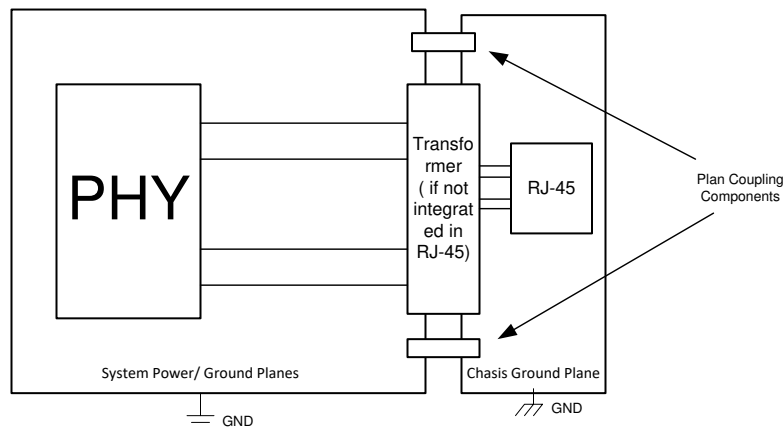 PHY
Transfo
rmer
( if not
integrat
ed in
RJ-45)
RJ-45
Plan Coupling
Components
System Power/ Ground Planes
Chasis Ground Plane
GND
GND